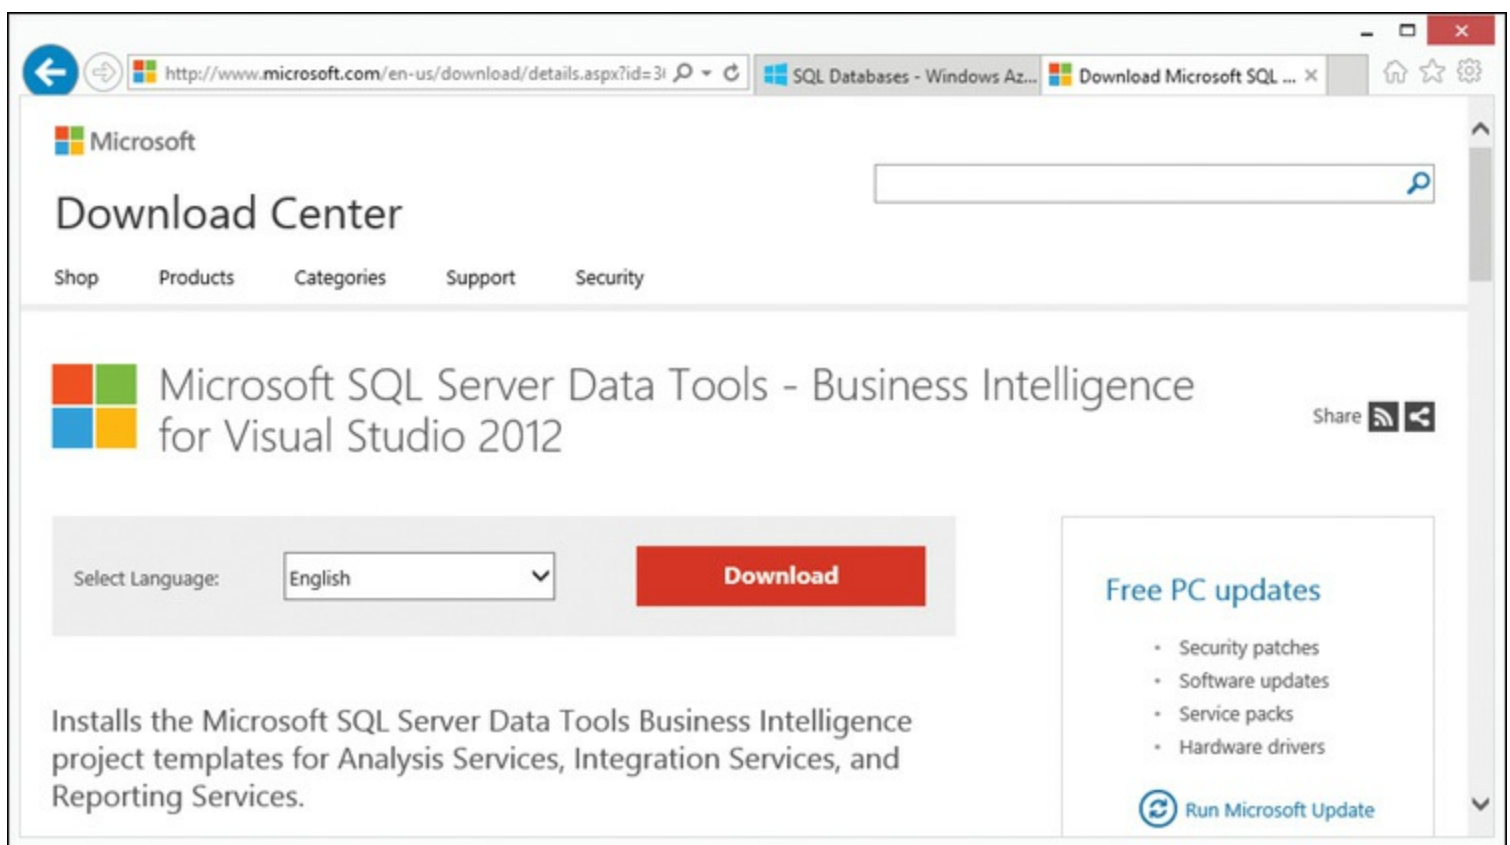 http://www.microsoft.com/en-us/download/details.aspx?id=3
SQL Databases - Windows Az...
Download Microsoft SQL ...
Microsoft
Download Center
Shop Products Categories Support Security
Microsoft SQL Server Data Tools - Business Intelligence
for Visual Studio 2012
Share
Select Language:
English
Download
Free PC updates
• Security patches
• Software updates
• Service packs
• Hardware drivers
Run Microsoft Update
Installs the Microsoft SQL Server Data Tools Business Intelligence
project templates for Analysis Services, Integration Services, and
Reporting Services.